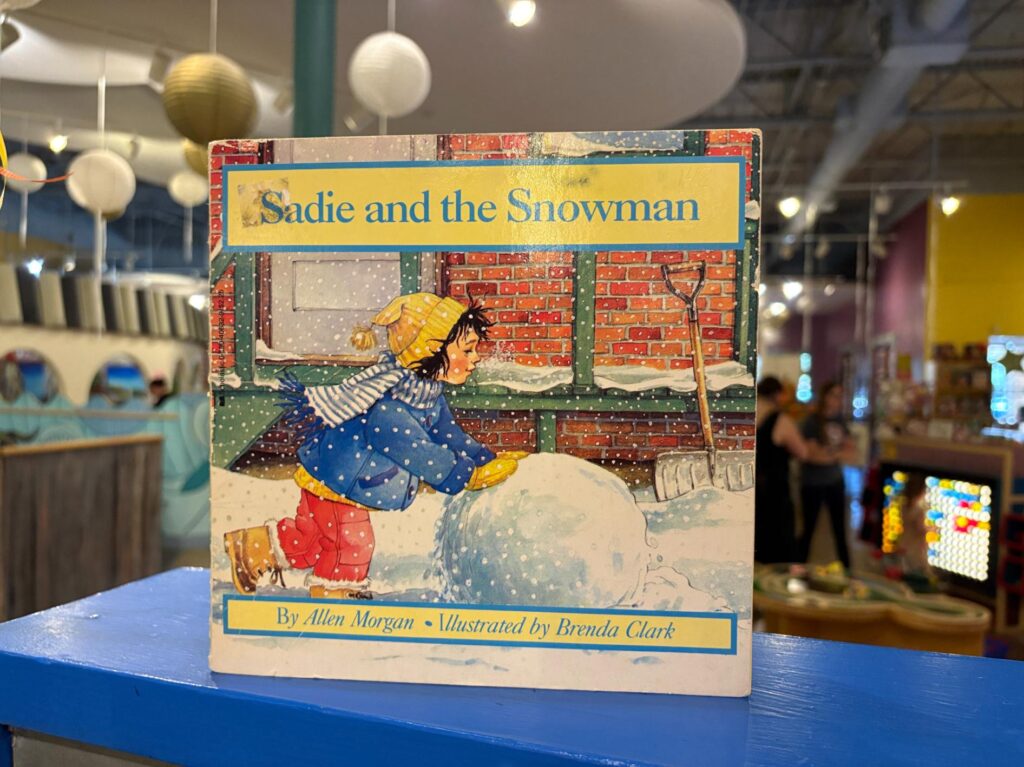 Sadie and the Snowman
By Allen Morgan • Illustrated by Brenda Clark